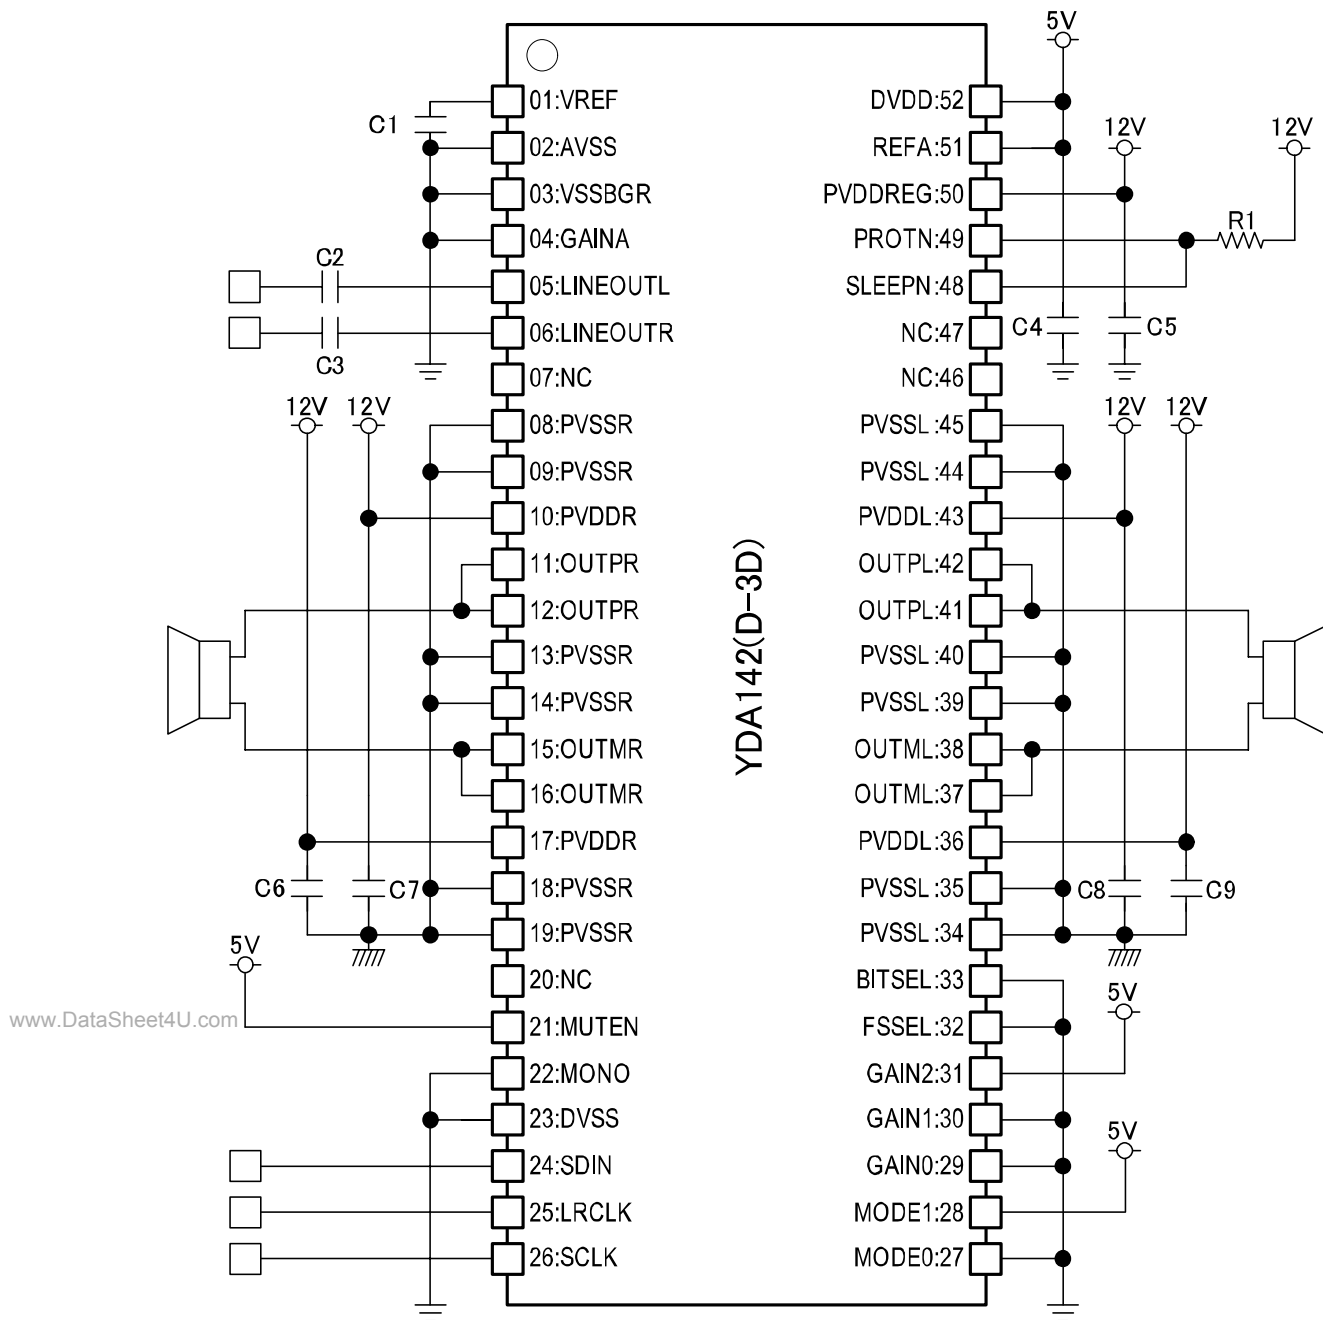 5V
01:VREF
DVDD:52
C1
02:AVSS
REFA:51
12V
12V
03:VSSBGR
PVDDREG:50
04:GAINA
PROTN:49
R1
C2
05:LINEOUTL
SLEEPN:48
C3
06:LINEOUTR
NC:47
C4
C5
07:NC
NC:46
12V
12V
12V
12V
08:PVSSR
PVSSL:45
09:PVSSR
PVSSL:44
10:PVDDR
PVDDL:43
11:OUTPR
OUTPL:42
12:OUTPR
OUTPL:41
YDA142(D-3D)
13:PVSSR
PVSSL:40
14:PVSSR
PVSSL:39
15:OUTMR
OUTML:38
16:OUTMR
OUTML:37
17:PVDDR
PVDDL:36
C6
C7
18:PVSSR
PVSSL:35
C8
C9
19:PVSSR
PVSSL:34
5V
20:NC
BITSEL:33
5V
www.DataSheet4U.com
21:MUTEN
FSSEL:32
22:MONO
GAIN2:31
23:DVSS
GAIN1:30
5V
24:SDIN
GAIN0:29
25:LRCLK
MODE1:28
26:SCLK
MODE0:27